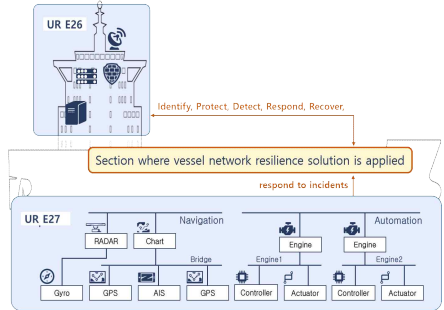 UR E26
Identify, Protect, Detect, Respond, Recover,
Section where vessel network resilience solution is applied
respond to incidents
UR E27
Navigation
Automation
RADAR
Chart
Engine
Engine
Bridge
Engine1
Engine2
Gyro
GPS
AIS
GPS
Controller
Actuator
Controller
Actuator